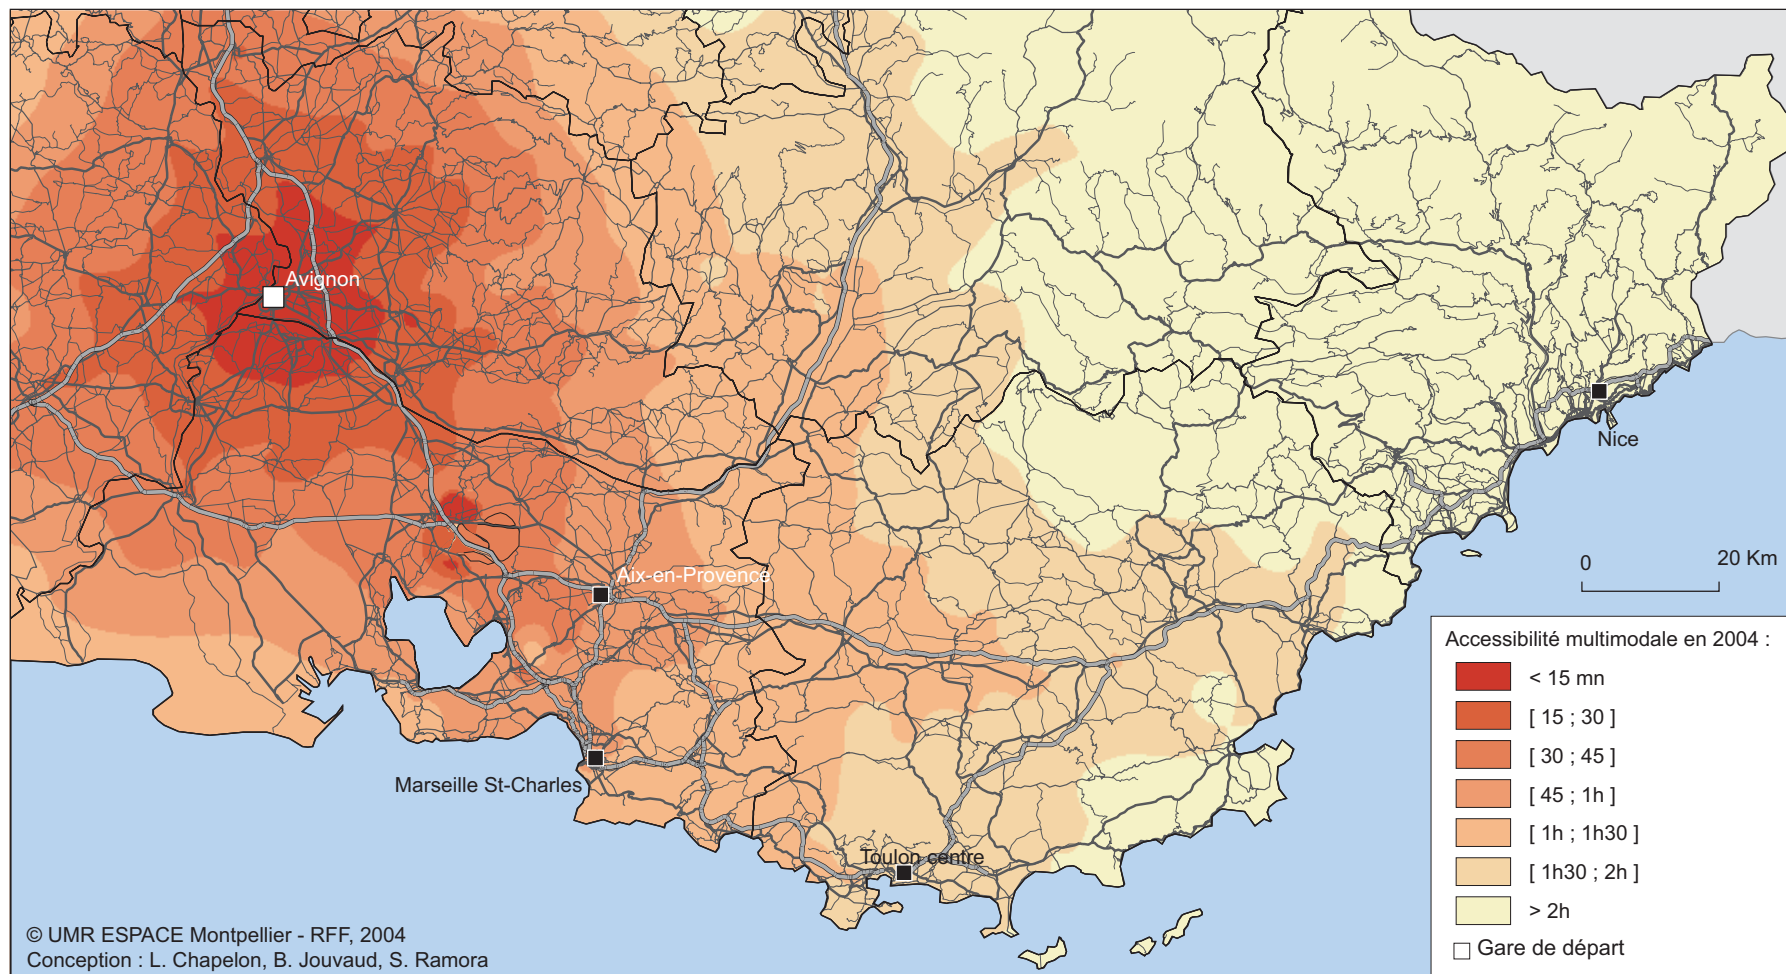 Avignon
Nice
Aix-en-Provence
Marseille St-Charles
Toulon centre
0 20 Km
Accessibilité multimodale en 2004 :
< 15 mn
[ 15 ; 30 ]
[ 30 ; 45 ]
[ 45 ; 1h ]
[ 1h ; 1h30 ]
[ 1h30 ; 2h ]
> 2h
Gare de départ
© UMR ESPACE Montpellier - RFF, 2004
Conception : L. Chapelon, B. Jouvaud, S. Ramora